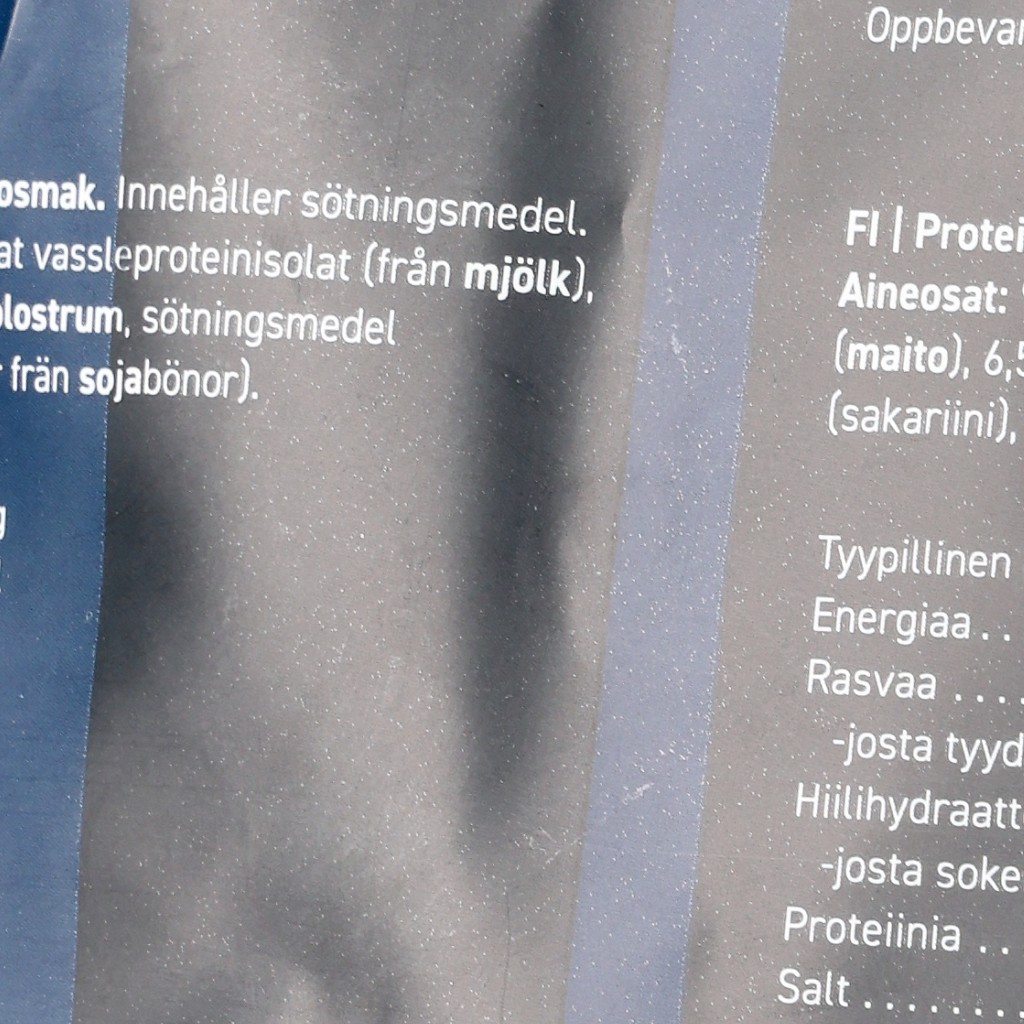 osmak. Innehåller sötningsmedel.
at vassleproteinisolat (från mjölk),
olostrum, sötningsmedel
från sojabönor).
g
Oppbevar
FI | Protei
Aineosat:
(maito), 6,5
(sakariini),
Tyypillinen
Energiaa . .
Rasvaa . . . .
-josta tyyd
Hiilihydraatt
-josta soke
Proteiinia . .
Salt . . . . . . . .